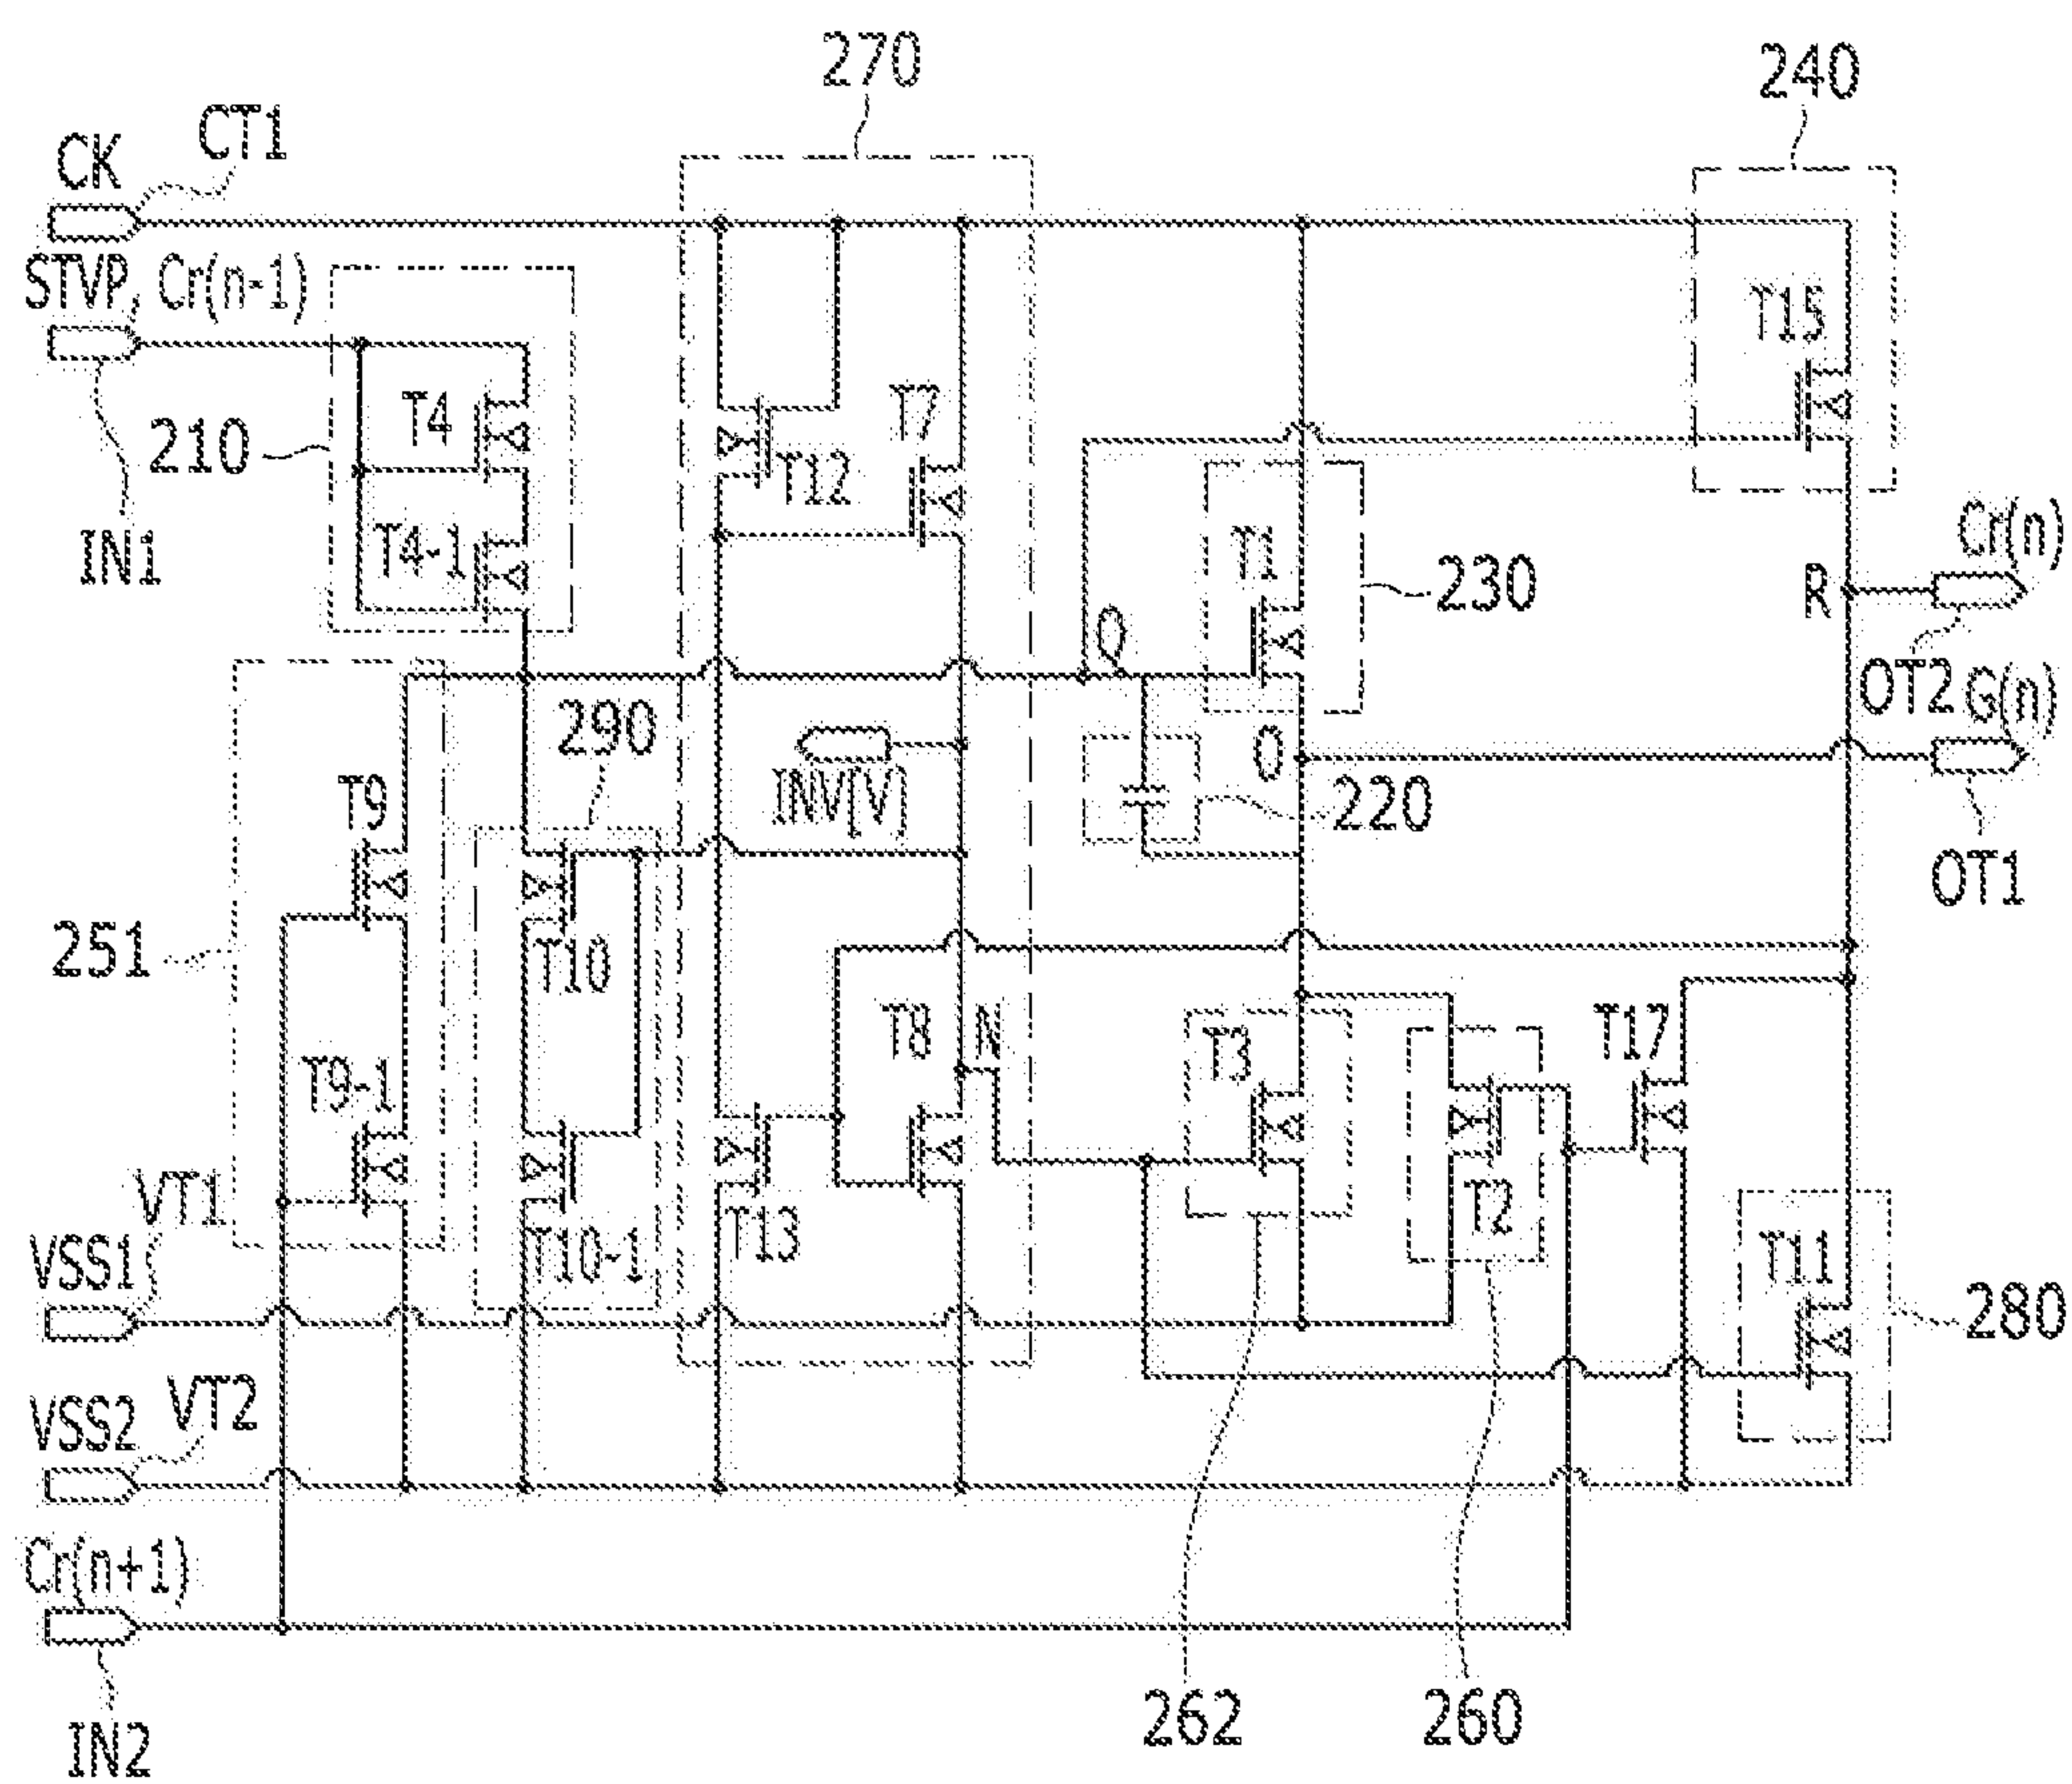 270
240
CK
CT1
STVP, Cr(n-1)
T15
T4
T7
210
T12
T4-1
T1
Cr(n)
IN1
230
R
Q
OT2
G(n)
290
O
T9
INV[V]
220
OT1
251
T10
T8
N
T3
T17
T9-1
VT1
T2
T13
T10-1
T11
VSS1
280
VT2
VSS2
Cr(n+1)
262
260
IN2